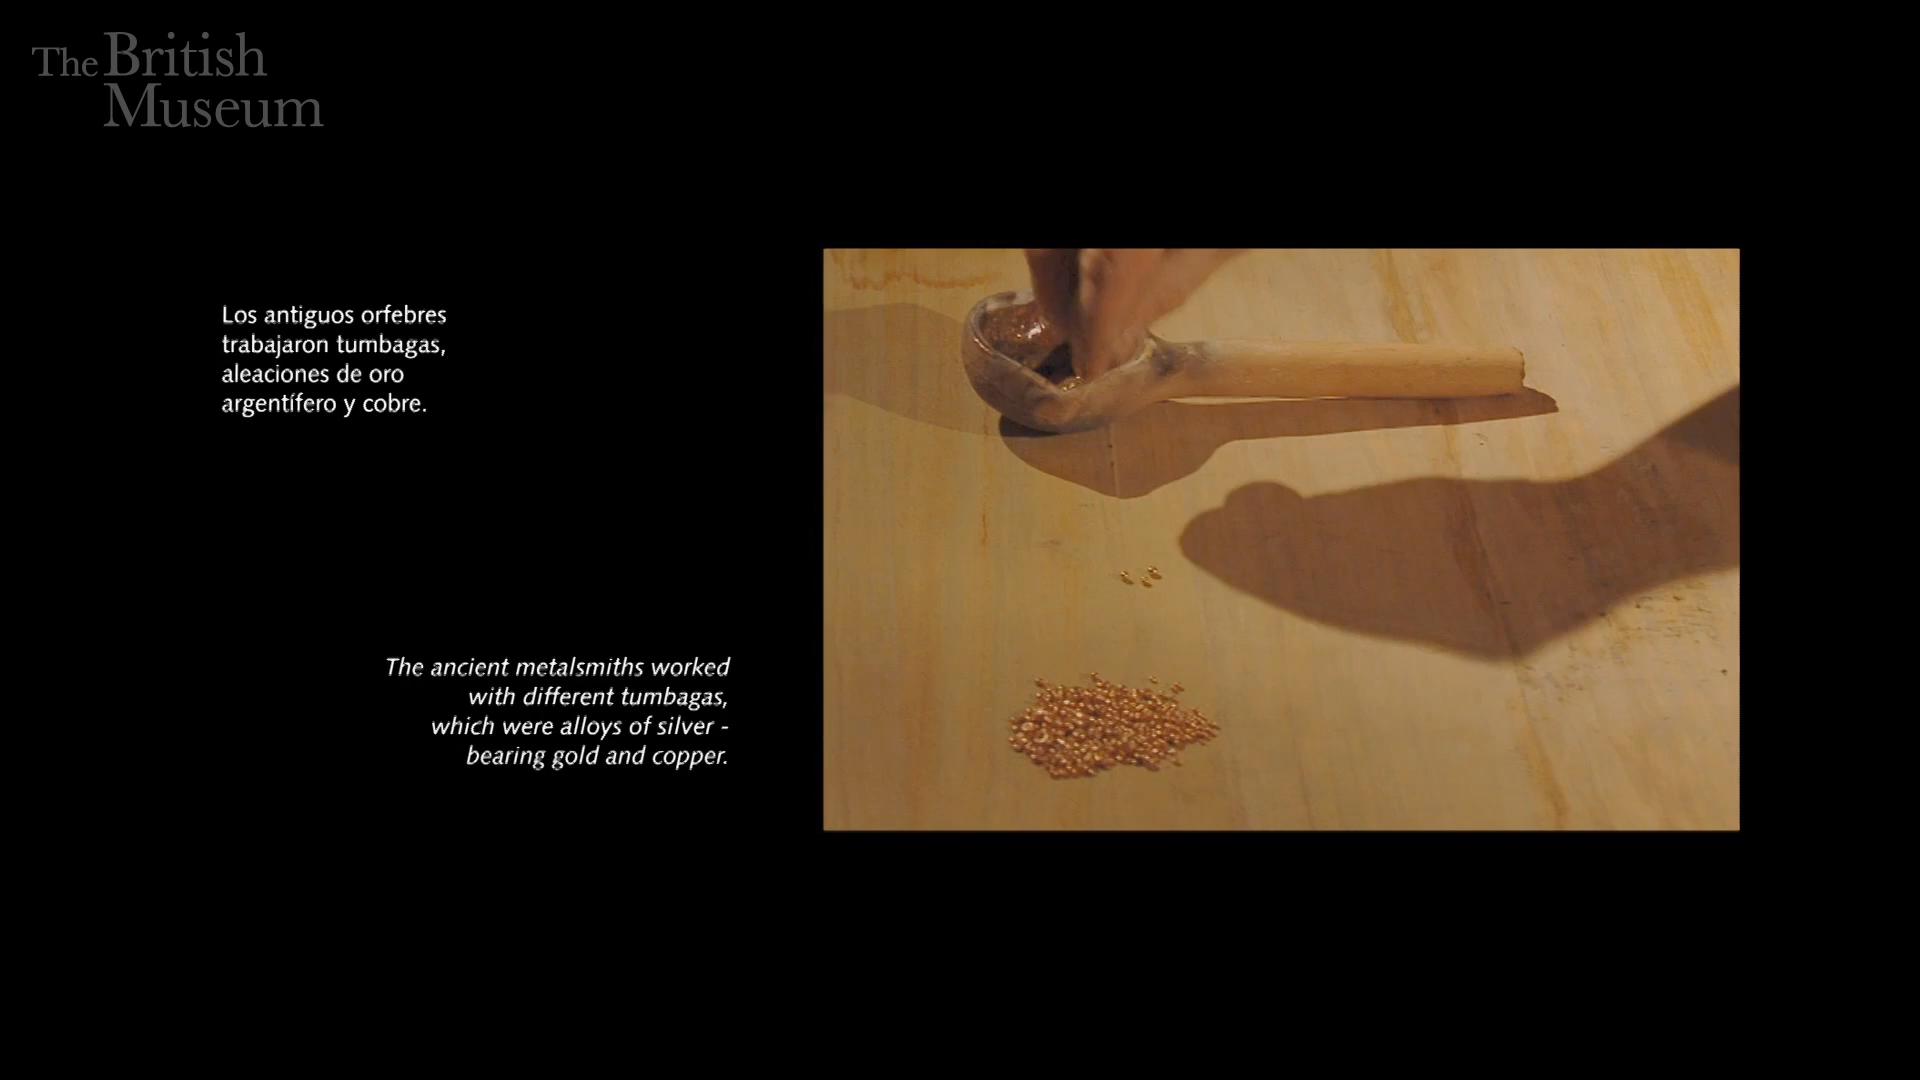 The British
Museum
Los antiguos orfebres
trabajaron tumbagas,
aleaciones de oro
argentífero y cobre.
The ancient metalsmiths worked
with different tumbagas,
which were alloys of silver -
bearing gold and copper.